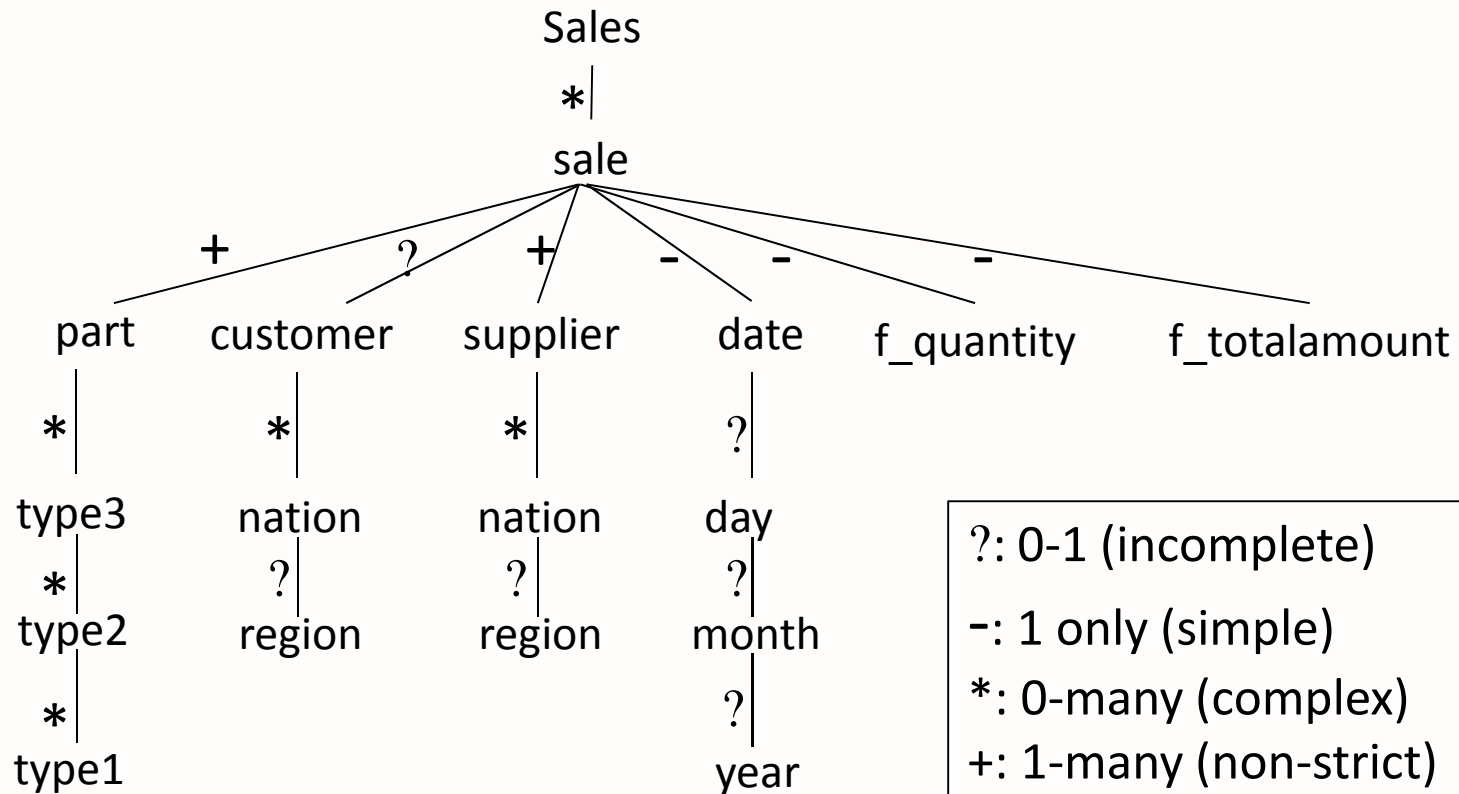 Sales
*
sale
+ ? + - - -
part customer supplier date f_quantity f_totalamount
* * * ?
type3 nation nation day
* ? ? ?
type2 region region month
* ?
type1 year
?: 0-1 (incomplete)
-: 1 only (simple)
*: 0-many (complex)
+: 1-many (non-strict)